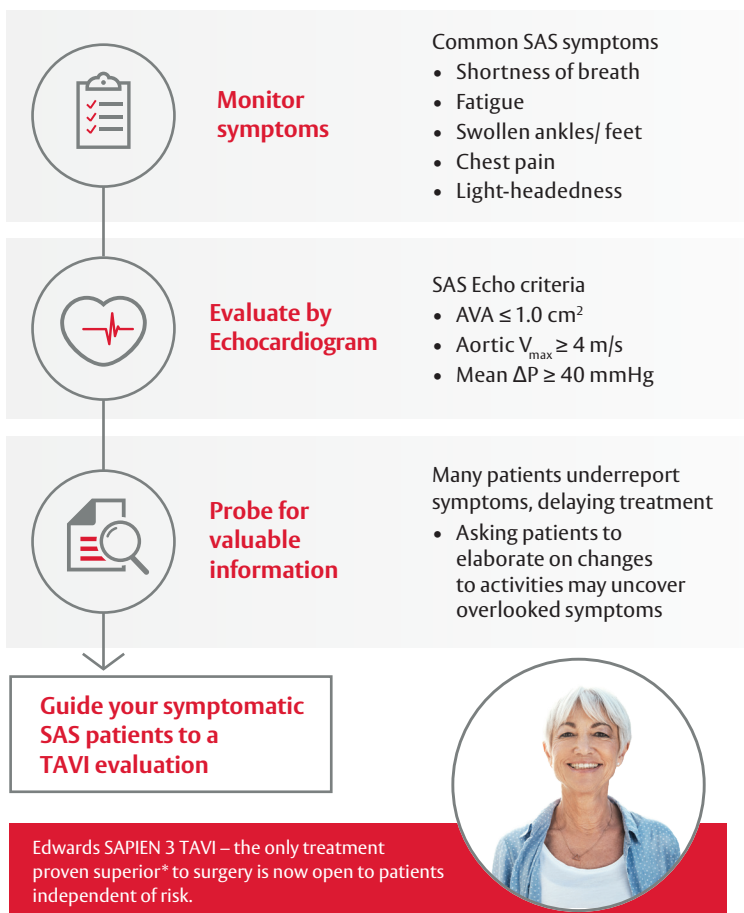 Monitor
symptoms
Common SAS symptoms
• Shortness of breath
• Fatigue
• Swollen ankles/ feet
• Chest pain
• Light-headedness
Evaluate by
Echocardiogram
SAS Echo criteria
• AVA ≤ 1.0 cm²
• Aortic Vmax ≥ 4 m/s
• Mean ΔP ≥ 40 mmHg
Probe for
valuable
information
Many patients underreport
symptoms, delaying treatment
• Asking patients to
elaborate on changes
to activities may uncover
overlooked symptoms
Guide your symptomatic
SAS patients to a
TAVI evaluation
Edwards SAPIEN 3 TAVI – the only treatment
proven superior* to surgery is now open to patients
independent of risk.